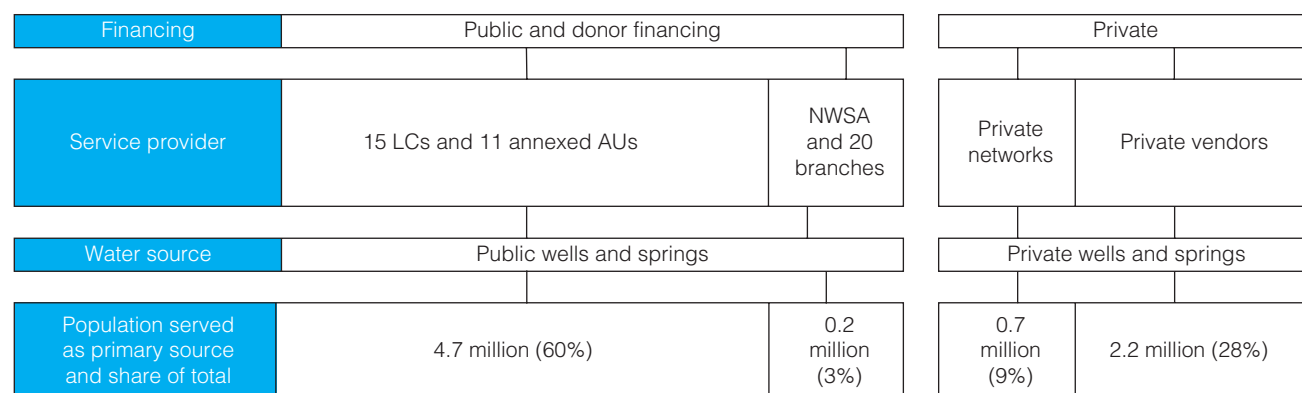 Financing
Public and donor financing
Private
Service provider
15 LCs and 11 annexed AUs
NWSA
and 20
branches
Private
networks
Private vendors
Water source
Public wells and springs
Private wells and springs
Population served
as primary source
and share of total
4.7 million (60%)
0.2
million
(3%)
0.7
million
(9%)
2.2 million (28%)